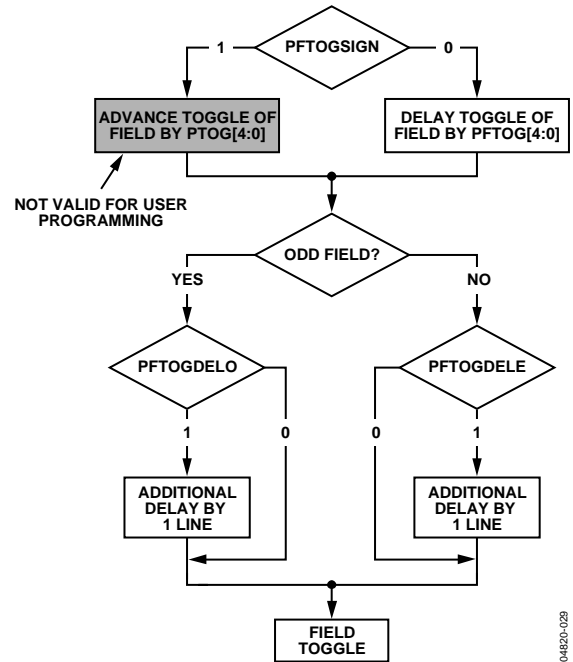 PFTOGSIGN
1
0
ADVANCE TOGGLE OF
FIELD BY PTOG[4:0]
DELAY TOGGLE OF
FIELD BY PFTOG[4:0]
NOT VALID FOR USER
PROGRAMMING
ODD FIELD?
YES
NO
PFTOGDELO
PFTOGDELE
1
0
0
1
ADDITIONAL
DELAY BY
1 LINE
ADDITIONAL
DELAY BY
1 LINE
FIELD
TOGGLE
04820-029